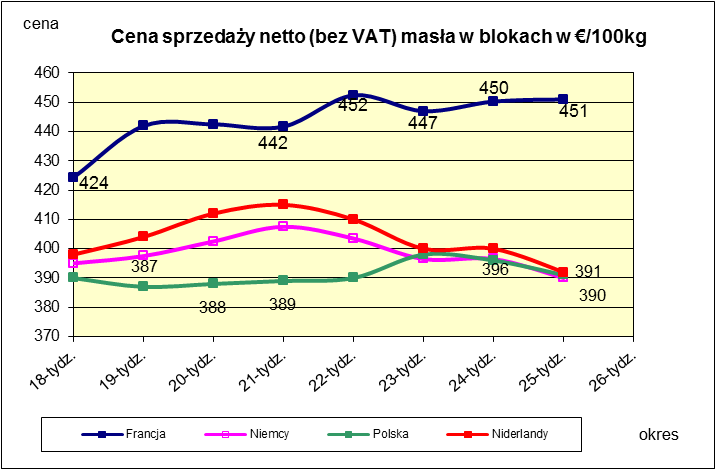 cena
Cena sprzedaży netto (bez VAT) masła w blokach w €/100kg
460
450
440
430
420
410
400
390
380
370
424
442
452
447
450
451
387
388
389
396
391
390
18-tydz.
19-tydz.
20-tydz.
21-tydz.
22-tydz.
23-tydz.
24-tydz.
25-tydz.
26-tydz.
Francja Niemcy Polska Niderlandy
okres